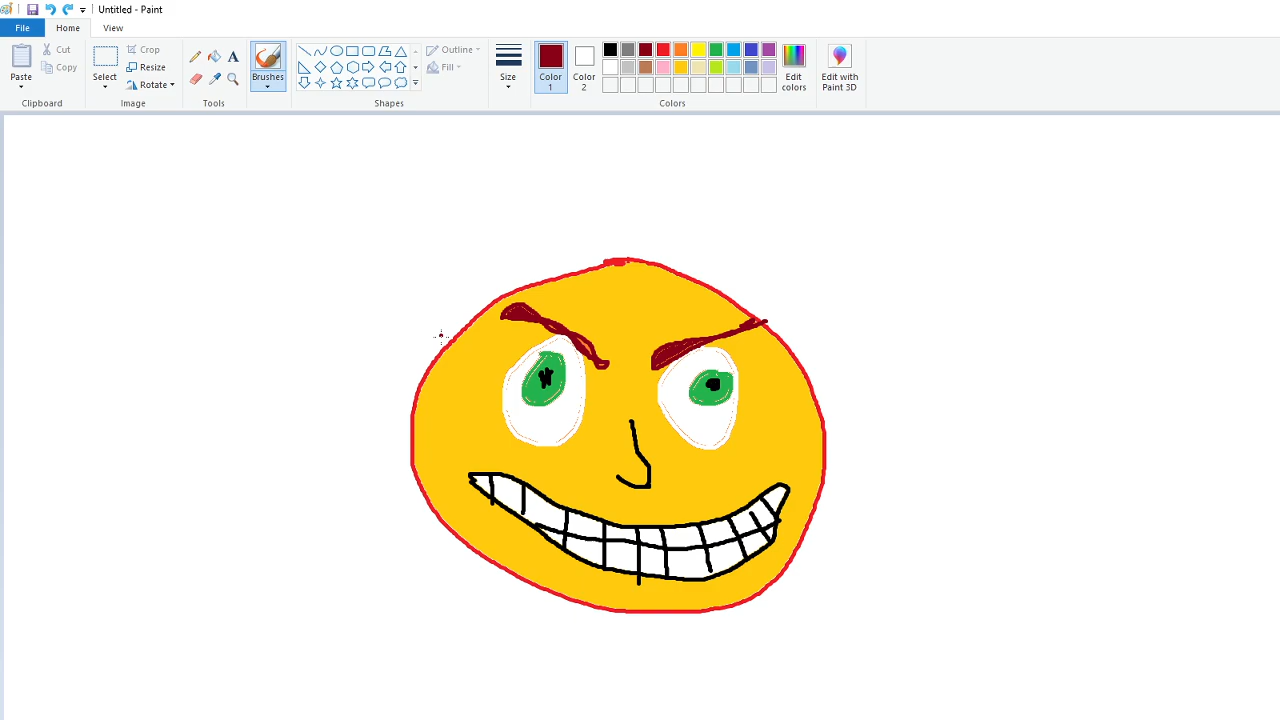 Untitled - Paint
File Home View
Paste
Cut
Copy
Clipboard
Select
Crop
Resize
Rotate
Image
A
Tools
Brushes
Outline
Fill
Shapes
Size
Color
1
Color
2
Edit
colors
Colors
Edit with
Paint 3D